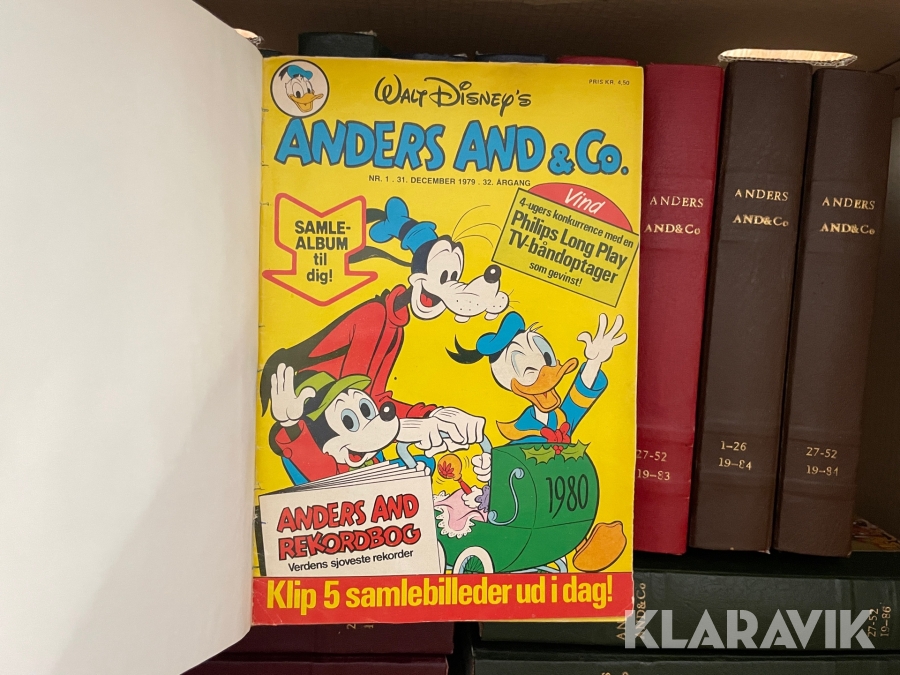 PRIS KR. 4,50
WALT DISNEY'S
ANDERS AND & Co.
NR. 1 . 31. DECEMBER 1979 . 32. ÅRGANG
SAMLE-
ALBUM
til
dig!
Vind
4-ugers konkurrence med en
Philips Long Play
TV-båndoptager
som gevinst!
1980
ANDERS AND
REKORDBOG
Verdens sjoveste rekorder
Klip 5 samlebilleder ud i dag!
ANDERS
AND&Co
27-52
19-83
ANDERS
AND&Co
1-26
19-84
ANDERS
AND&Co
27-52
19-84
AND&Co
27-52
19-86
KLARAVIK